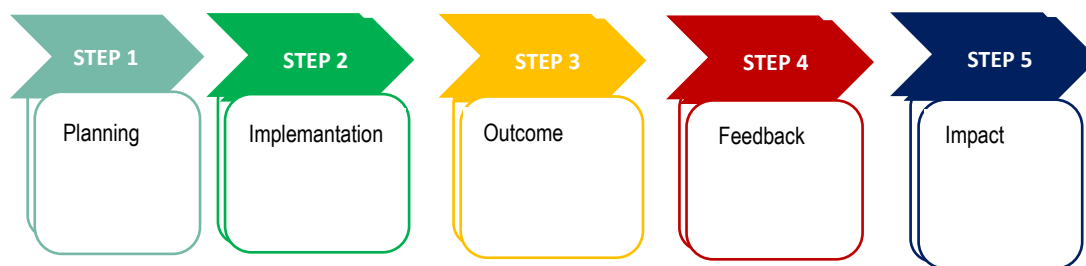 STEP 1
Planning
STEP 2
Implemantation
STEP 3
Outcome
STEP 4
Feedback
STEP 5
Impact